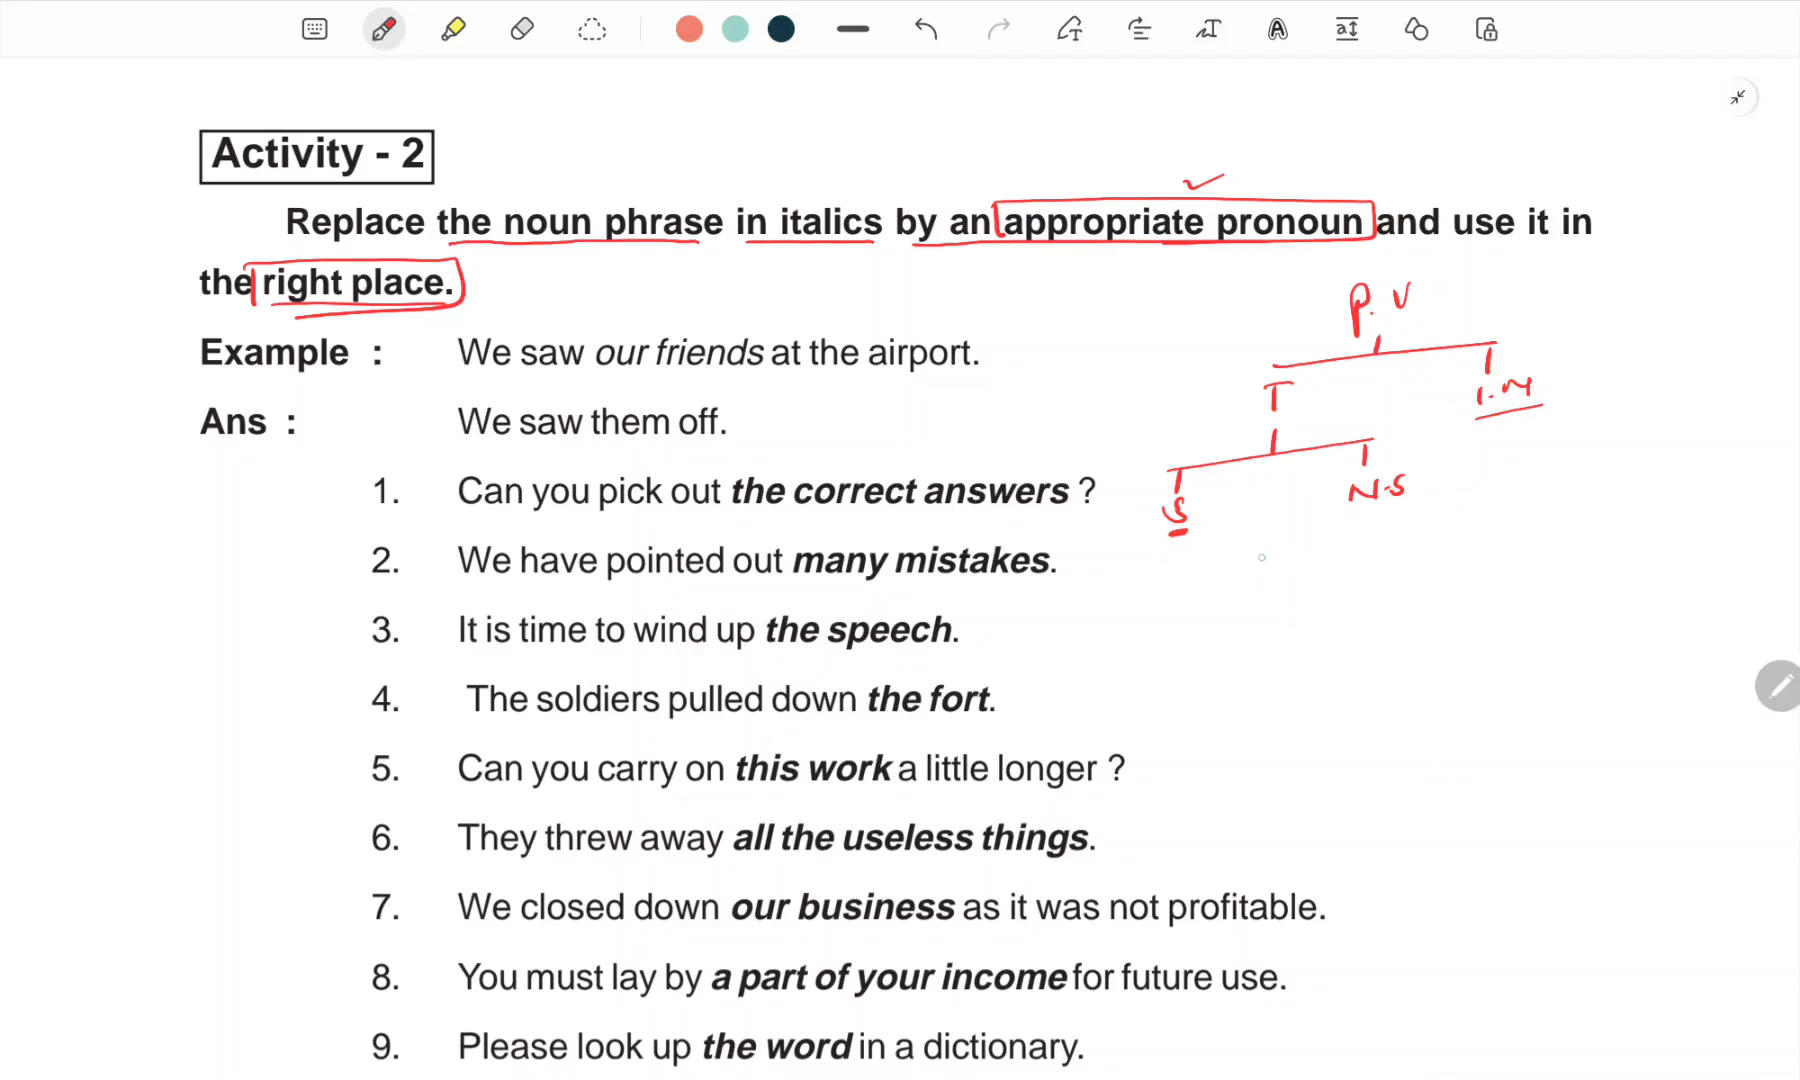 Activity - 2
Replace the noun phrase in italics by an appropriate pronoun and use it in
the right place.
P. V
Example : We saw our friends at the airport.
T
I.M
Ans : We saw them off.
1. Can you pick out the correct answers ?
S
N.S
2. We have pointed out many mistakes.
3. It is time to wind up the speech.
4. The soldiers pulled down the fort.
5. Can you carry on this work a little longer ?
6. They threw away all the useless things.
7. We closed down our business as it was not profitable.
8. You must lay by a part of your income for future use.
9. Please look up the word in a dictionary.